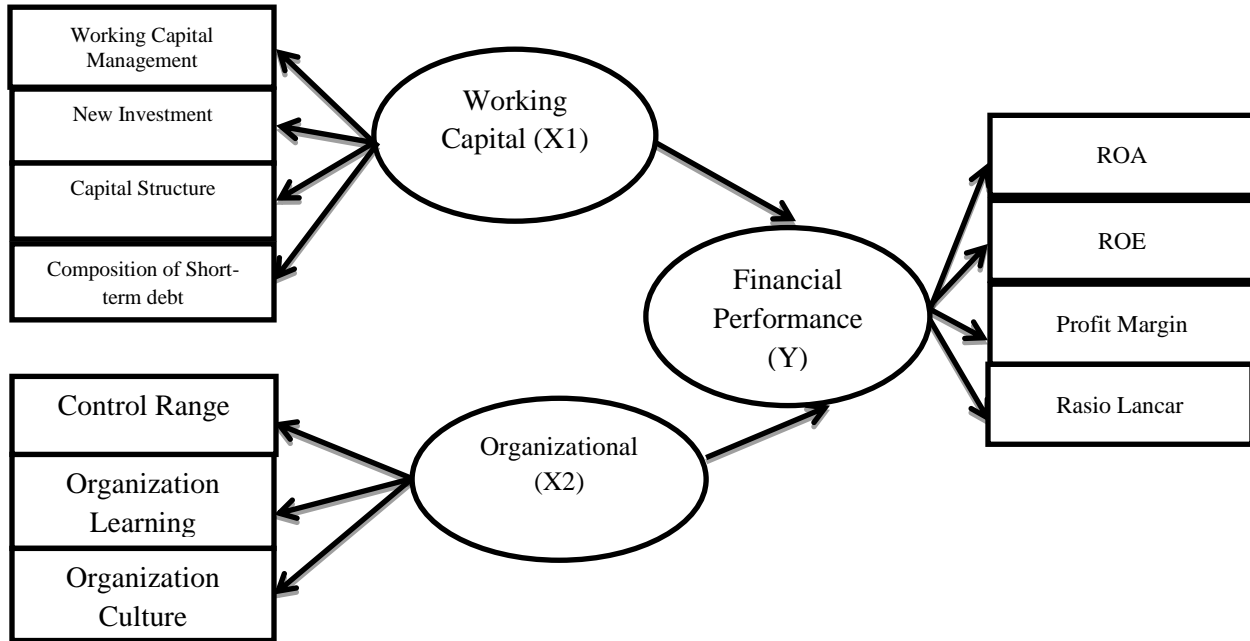 Working Capital
Management
New Investment
Capital Structure
Composition of Short-
term debt
Working
Capital (X1)
Control Range
Organization
Learning
Organization
Culture
Organizational
(X2)
Financial
Performance
(Y)
ROA
ROE
Profit Margin
Rasio Lancar